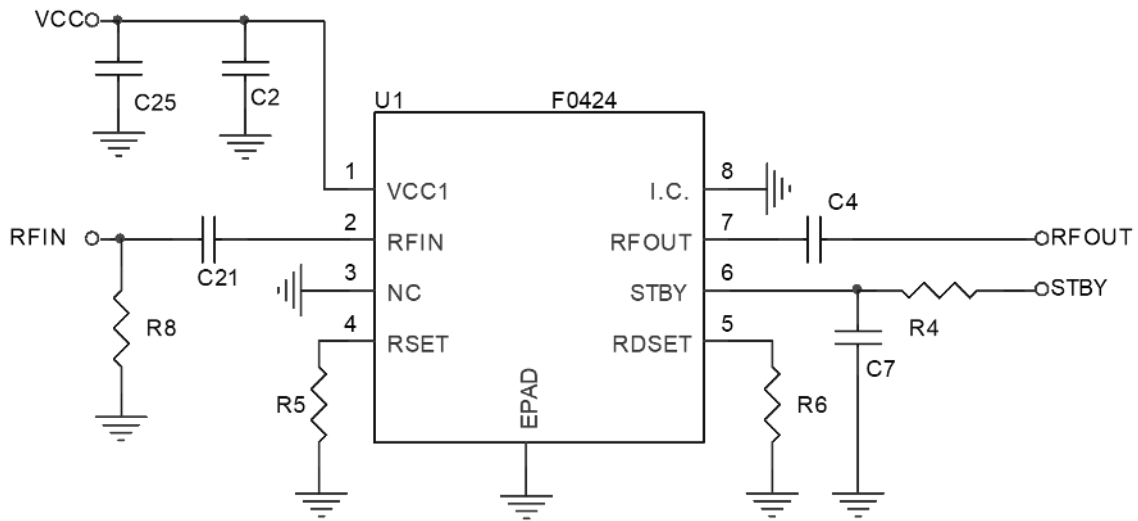 VCC
C25
C2
U1 F0424
1 VCC1
I.C. 8
C4
RFIN
C21
2 RFIN
RFOUT 7
RFOUT
3 NC
STBY 6
STBY
R8
R4
4 RSET
RDSET 5
C7
R5
EPAD
R6